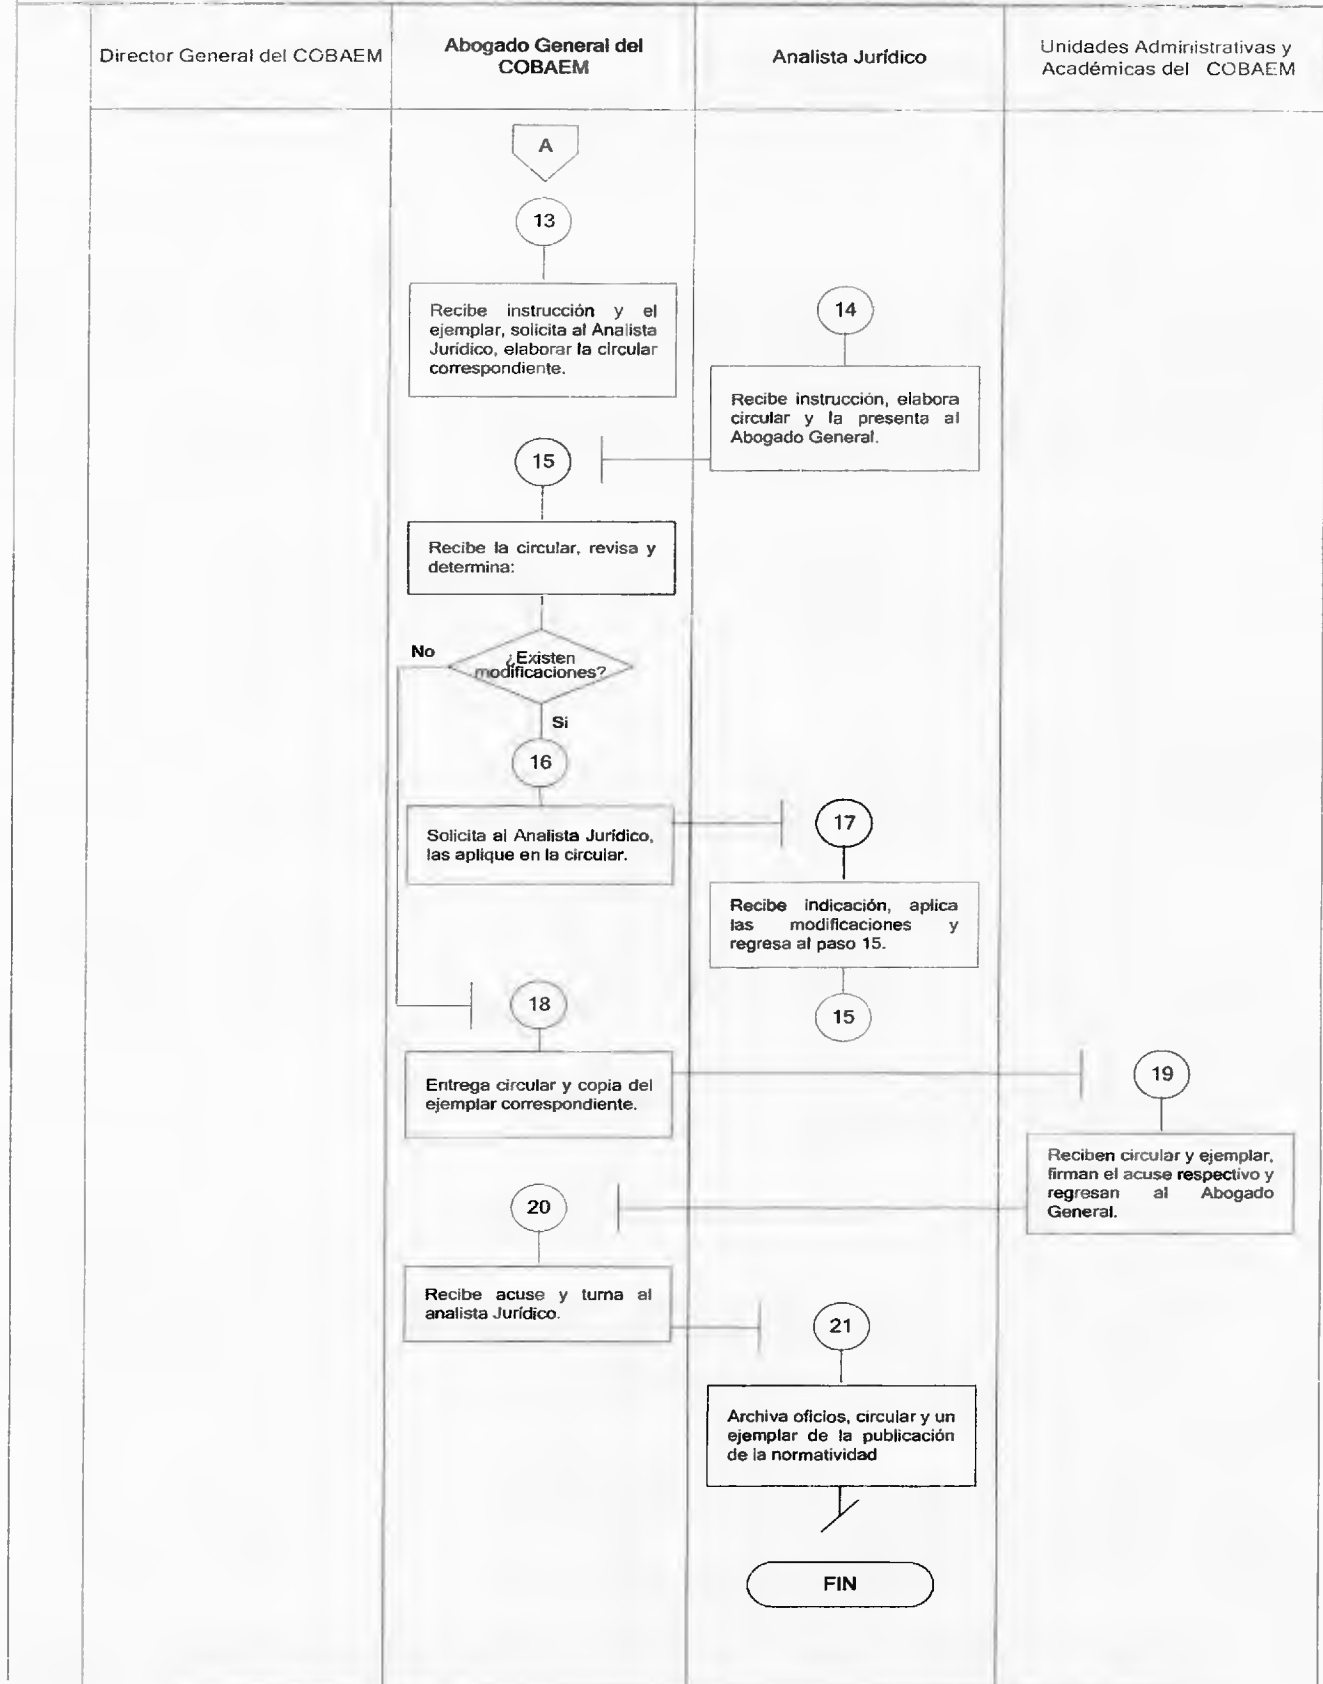 Director General del COBAEM
Abogado General del
COBAEM
Analista Jurídico
Unidades Administrativas y
Académicas del COBAEM
A
13
Recibe instrucción y el
ejemplar, solicita al Analista
Jurídico, elaborar la circular
correspondiente.
14
Recibe instrucción, elabora
circular y la presenta al
Abogado General.
15
Recibe la circular, revisa y
determina:
No
¿Existen
modificaciones?
Si
16
Solicita al Analista Jurídico,
las aplique en la circular.
17
Recibe indicación, aplica
las modificaciones y
regresa al paso 15.
15
18
Entrega circular y copia del
ejemplar correspondiente.
19
Reciben circular y ejemplar,
firman el acuse respectivo y
regresan al Abogado
General.
20
Recibe acuse y turna al
analista Jurídico.
21
Archiva oficios, circular y un
ejemplar de la publicación
de la normatividad
FIN